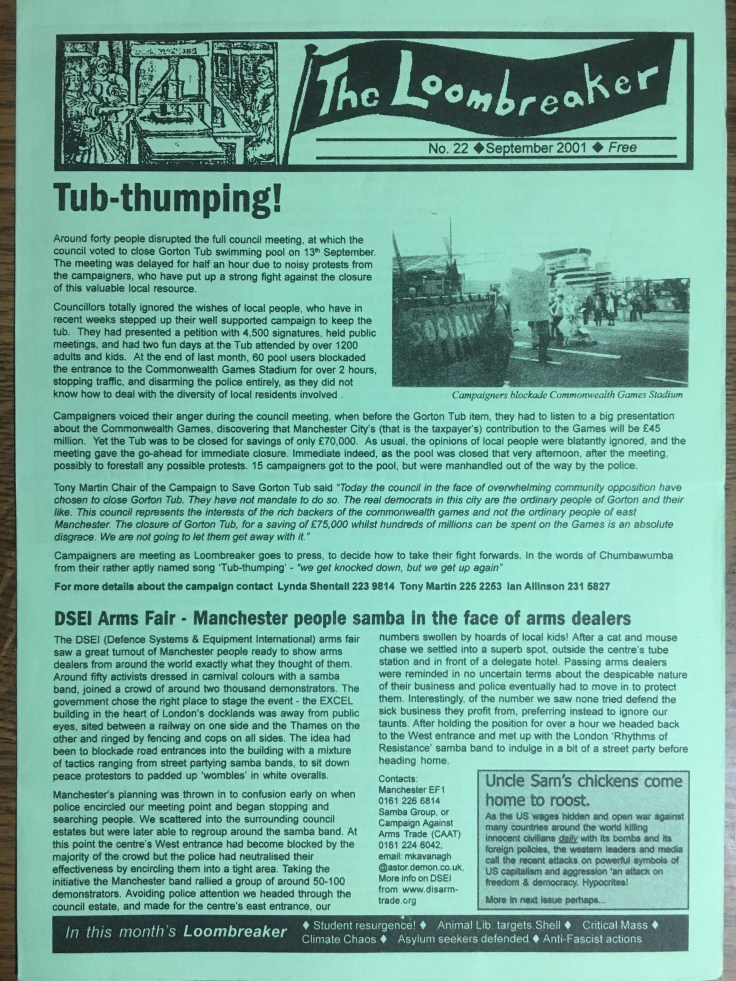 The Loombreaker
No. 22 ◆September 2001 ◆ Free
Tub-thumping!
Around forty people disrupted the full council meeting, at which the
council voted to close Gorton Tub swimming pool on 13th September.
The meeting was delayed for half an hour due to noisy protests from
the campaigners, who have put up a strong fight against the closure
of this valuable local resource.
Councillors totally ignored the wishes of local people, who have in
recent weeks stepped up their well supported campaign to keep the
tub. They had presented a petition with 4,500 signatures, held public
meetings, and had two fun days at the Tub attended by over 1200
adults and kids. At the end of last month, 60 pool users blockaded
the entrance to the Commonwealth Games Stadium for over 2 hours,
stopping traffic, and disarming the police entirely, as they did not
know how to deal with the diversity of local residents involved .
Campaigners blockade Commonwealth Games Stadium
Campaigners voiced their anger during the council meeting, when before the Gorton Tub item, they had to listen to a big presentation
about the Commonwealth Games, discovering that Manchester City's (that is the taxpayer's) contribution to the Games will be £45
million. Yet the Tub was to be closed for savings of only £70,000. As usual, the opinions of local people were blatantly ignored, and the
meeting gave the go-ahead for immediate closure. Immediate indeed, as the pool was closed that very afternoon, after the meeting,
possibly to forestall any possible protests. 15 campaigners got to the pool, but were manhandled out of the way by the police.
Tony Martin Chair of the Campaign to Save Gorton Tub said "Today the council in the face of overwhelming community opposition have
chosen to close Gorton Tub. They have not mandate to do so. The real democrats in this city are the ordinary people of Gorton and their
like. This council represents the interests of the rich backers of the commonwealth games and not the ordinary people of east
Manchester. The closure of Gorton Tub, for a saving of £75,000 whilst hundreds of millions can be spent on the Games is an absolute
disgrace. We are not going to let them get away with it."
Campaigners are meeting as Loombreaker goes to press, to decide how to take their fight forwards. In the words of Chumbawumba
from their rather aptly named song 'Tub-thumping' - "we get knocked down, but we get up again"
For more details about the campaign contact Lynda Shentall 223 9814 Tony Martin 225 2253 Ian Allinson 231 5827
DSEI Arms Fair - Manchester people samba in the face of arms dealers
The DSEI (Defence Systems & Equipment International) arms fair
saw a great turnout of Manchester people ready to show arms
dealers from around the world exactly what they thought of them.
Around fifty activists dressed in carnival colours with a samba
band, joined a crowd of around two thousand demonstrators. The
government chose the right place to stage the event - the EXCEL
building in the heart of London's docklands was away from public
eyes, sited between a railway on one side and the Thames on the
other and ringed by fencing and cops on all sides. The idea had
been to blockade road entrances into the building with a mixture
of tactics ranging from street partying samba bands, to sit down
peace protestors to padded up 'wombles' in white overalls.
Manchester's planning was thrown in to confusion early on when
police encircled our meeting point and began stopping and
searching people. We scattered into the surrounding council
estates but were later able to regroup around the samba band. At
this point the centre's West entrance had become blocked by the
majority of the crowd but the police had neutralised their
effectiveness by encircling them into a tight area. Taking the
initiative the Manchester band rallied a group of around 50-100
demonstrators. Avoiding police attention we headed through the
council estate, and made for the centre's east entrance, our
numbers swollen by hoards of local kids! After a cat and mouse
chase we settled into a superb spot, outside the centre's tube
station and in front of a delegate hotel. Passing arms dealers
were reminded in no uncertain terms about the despicable nature
of their business and police eventually had to move in to protect
them. Interestingly, of the number we saw none tried defend the
sick business they profit from, preferring instead to ignore our
taunts. After holding the position for over a hour we headed back
to the West entrance and met up with the London 'Rhythms of
Resistance' samba band to indulge in a bit of a street party before
heading home.
Contacts:
Manchester EF1
0161 226 6814
Samba Group, or
Campaign Against
Arms Trade (CAAT)
0161 224 6042,
email: mkavanagh
@astor.demon.co.uk,
More info on DSEI
from www.disarm-
trade.org
Uncle Sam's chickens come
home to roost.
As the US wages hidden and open war against
many countries around the world killing
innocent civilians daily with its bombs and its
foreign policies, the western leaders and media
call the recent attacks on powerful symbols of
US capitalism and aggression 'an attack on
freedom & democracy. Hypocrites!
More in next issue perhaps...
In this month's Loombreaker
◆ Student resurgence! ◆ Animal Lib. targets Shell ◆ Critical Mass ◆
Climate Chaos ◆ Asylum seekers defended ◆ Anti-Fascist actions